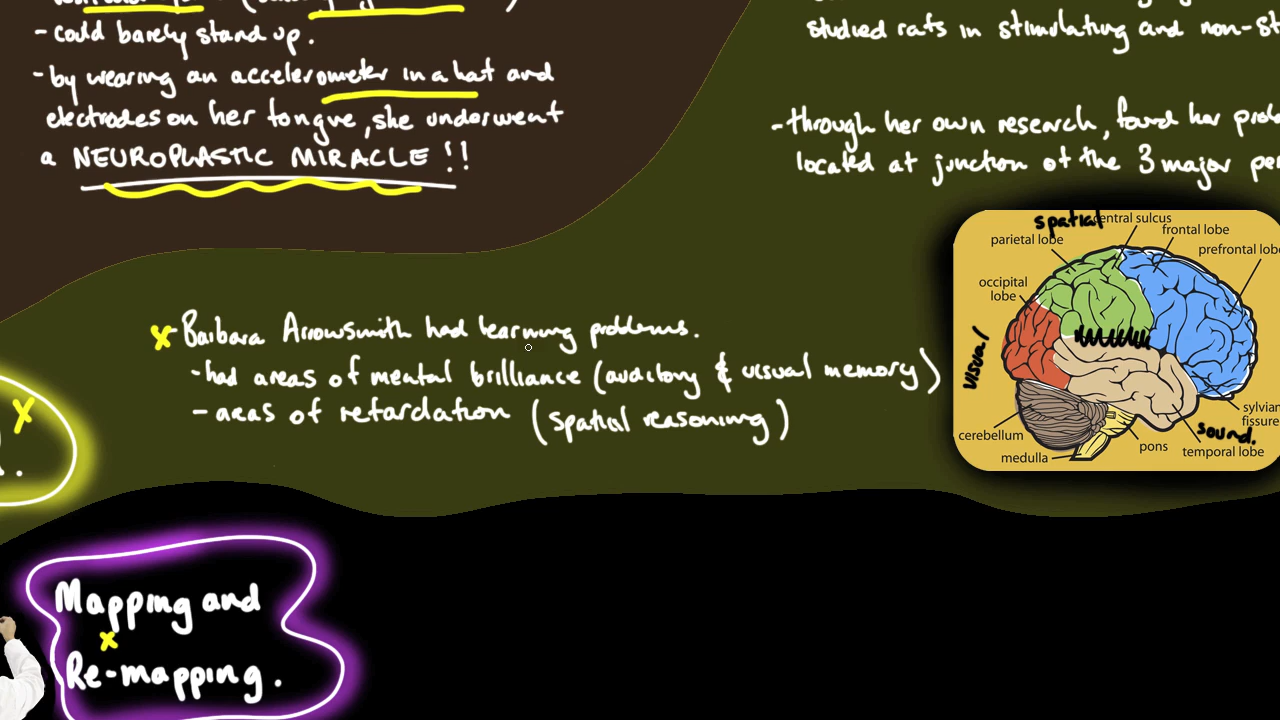 - could barely stand up.
- by wearing an accelerometer in a hat and
electrodes on her tongue, she underwent
a NEUROPLASTIC MIRACLE !!
studied rats in stimulating and non-st
- through her own research, found her prob
located at junction of the 3 major per
spatial
central sulcus
parietal lobe
frontal lobe
prefrontal lobe
occipital
lobe
visual
cerebellum
medulla
pons
sylvian
fissure
sound.
temporal lobe
x - Barbara Arrowsmith had learning problems.
- had areas of mental brilliance (auditory & visual memory)
- areas of retardation (spatial reasoning)
x
Mapping and
x
Re-mapping.